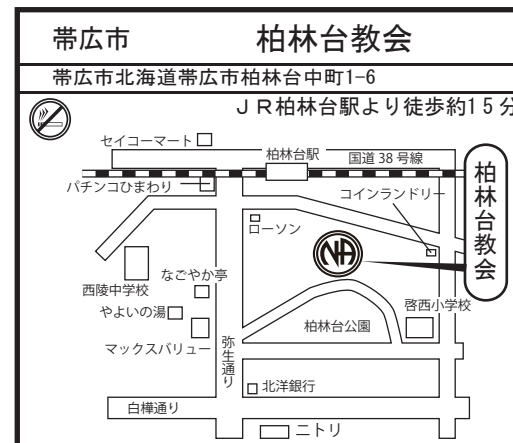 帯広市 柏林台教会
帯広市北海道帯広市柏林台中町1-6
JR柏林台駅より徒歩約15分
セイコーマート
柏林台駅
国道38号線
パチンコひまわり
コインランドリー
柏林台教会
ローソン
NA
西陵中学校
なごやか亭
やよいの湯
マックスバリュー
弥生通り
柏林台公園
啓西小学校
北洋銀行
白樺通り
ニトリ